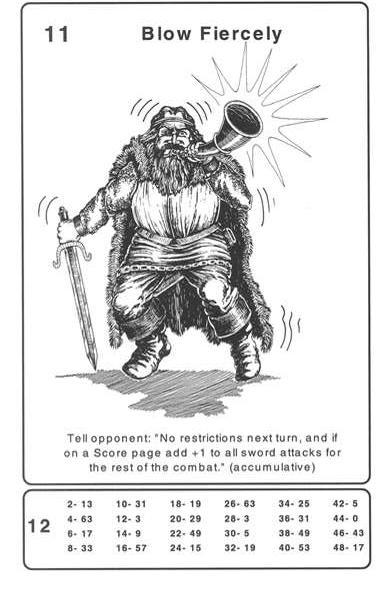 11 Blow Fiercely
Tell opponent: "No restrictions next turn, and if
on a Score page add +1 to all sword attacks for
the rest of the combat." (accumulative)
12
2- 13 10- 31 18- 19 26- 63 34- 25 42- 5
4- 63 12- 3 20- 29 28- 3 36- 31 44- 0
6- 17 14- 9 22- 49 30- 5 38- 49 46- 43
8- 33 16- 57 24- 15 32- 19 40- 53 48- 17